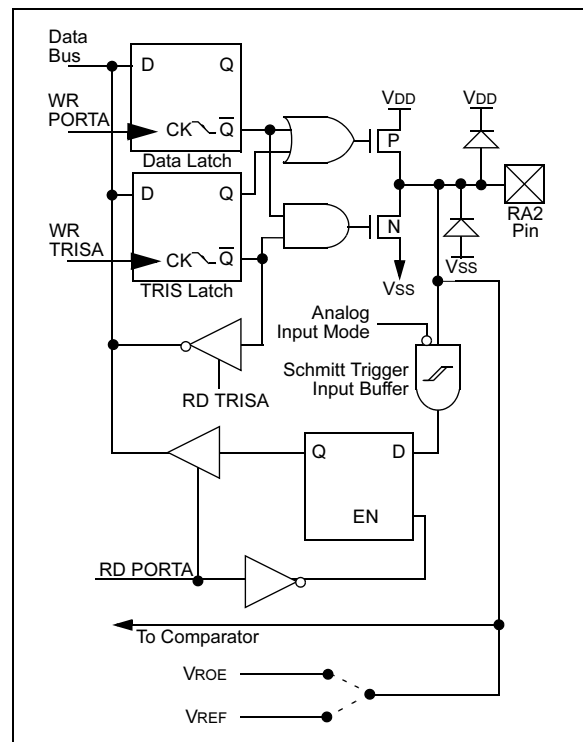 Data
Bus
D
Q
WR
PORTA
CK
Q
Data Latch
VDD
P
VDD
RA2
Pin
D
Q
WR
TRISA
CK
Q
TRIS Latch
N
VSS
VSS
Analog
Input Mode
Schmitt Trigger
Input Buffer
RD TRISA
Q
D
EN
RD PORTA
To Comparator
VROE
VREF